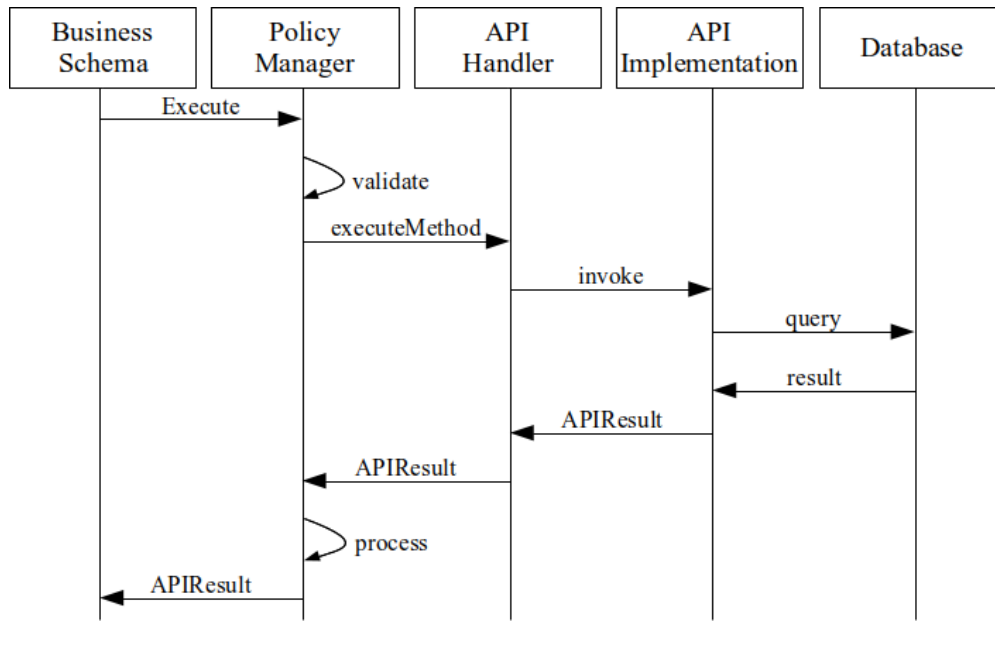 Business
Schema
Policy
Manager
API
Handler
API
Implementation
Database
Execute
validate
executeMethod
invoke
query
result
APIResult
APIResult
process
APIResult